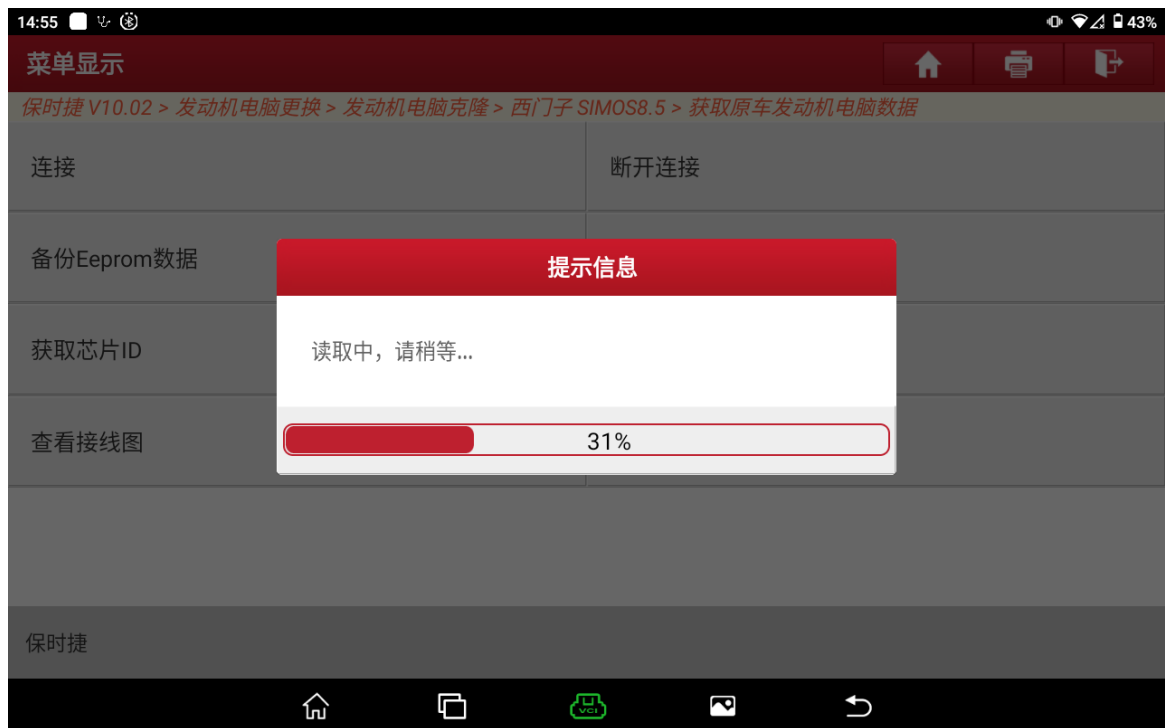 14:55
43%
菜单显示
保时捷 V10.02 > 发动机电脑更换 > 发动机电脑克隆 > 西门子 SIMOS8.5 > 获取原车发动机电脑数据
连接
断开连接
备份Eeprom数据
提示信息
获取芯片ID
读取中，请稍等...
查看接线图
31%
保时捷
VCI